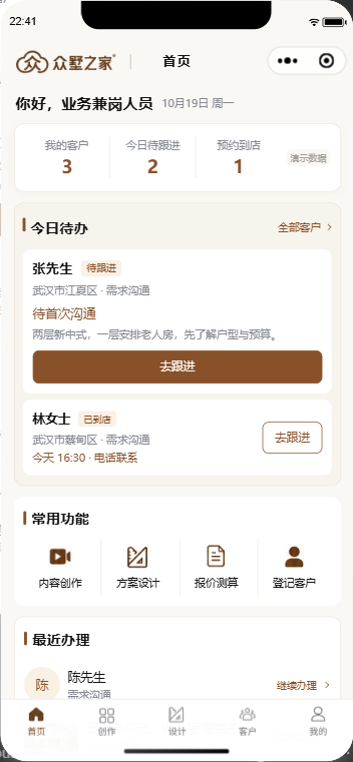 22:41
众墅之家®
首页
你好，业务兼岗人员 10月19日 周一
我的客户 今日待跟进 预约到店
3 2 1
演示数据
今日待办 全部客户
张先生 待跟进
武汉市江夏区 · 需求沟通
待首次沟通
两层新中式，一层安排老人房，先了解户型与预算。
去跟进
林女士 已到店
武汉市蔡甸区 · 需求沟通
今天 16:30 · 电话联系
去跟进
常用功能
内容创作 方案设计 报价测算 登记客户
最近办理
陈 陈先生
需求沟通
继续办理
首页 创作 设计 客户 我的